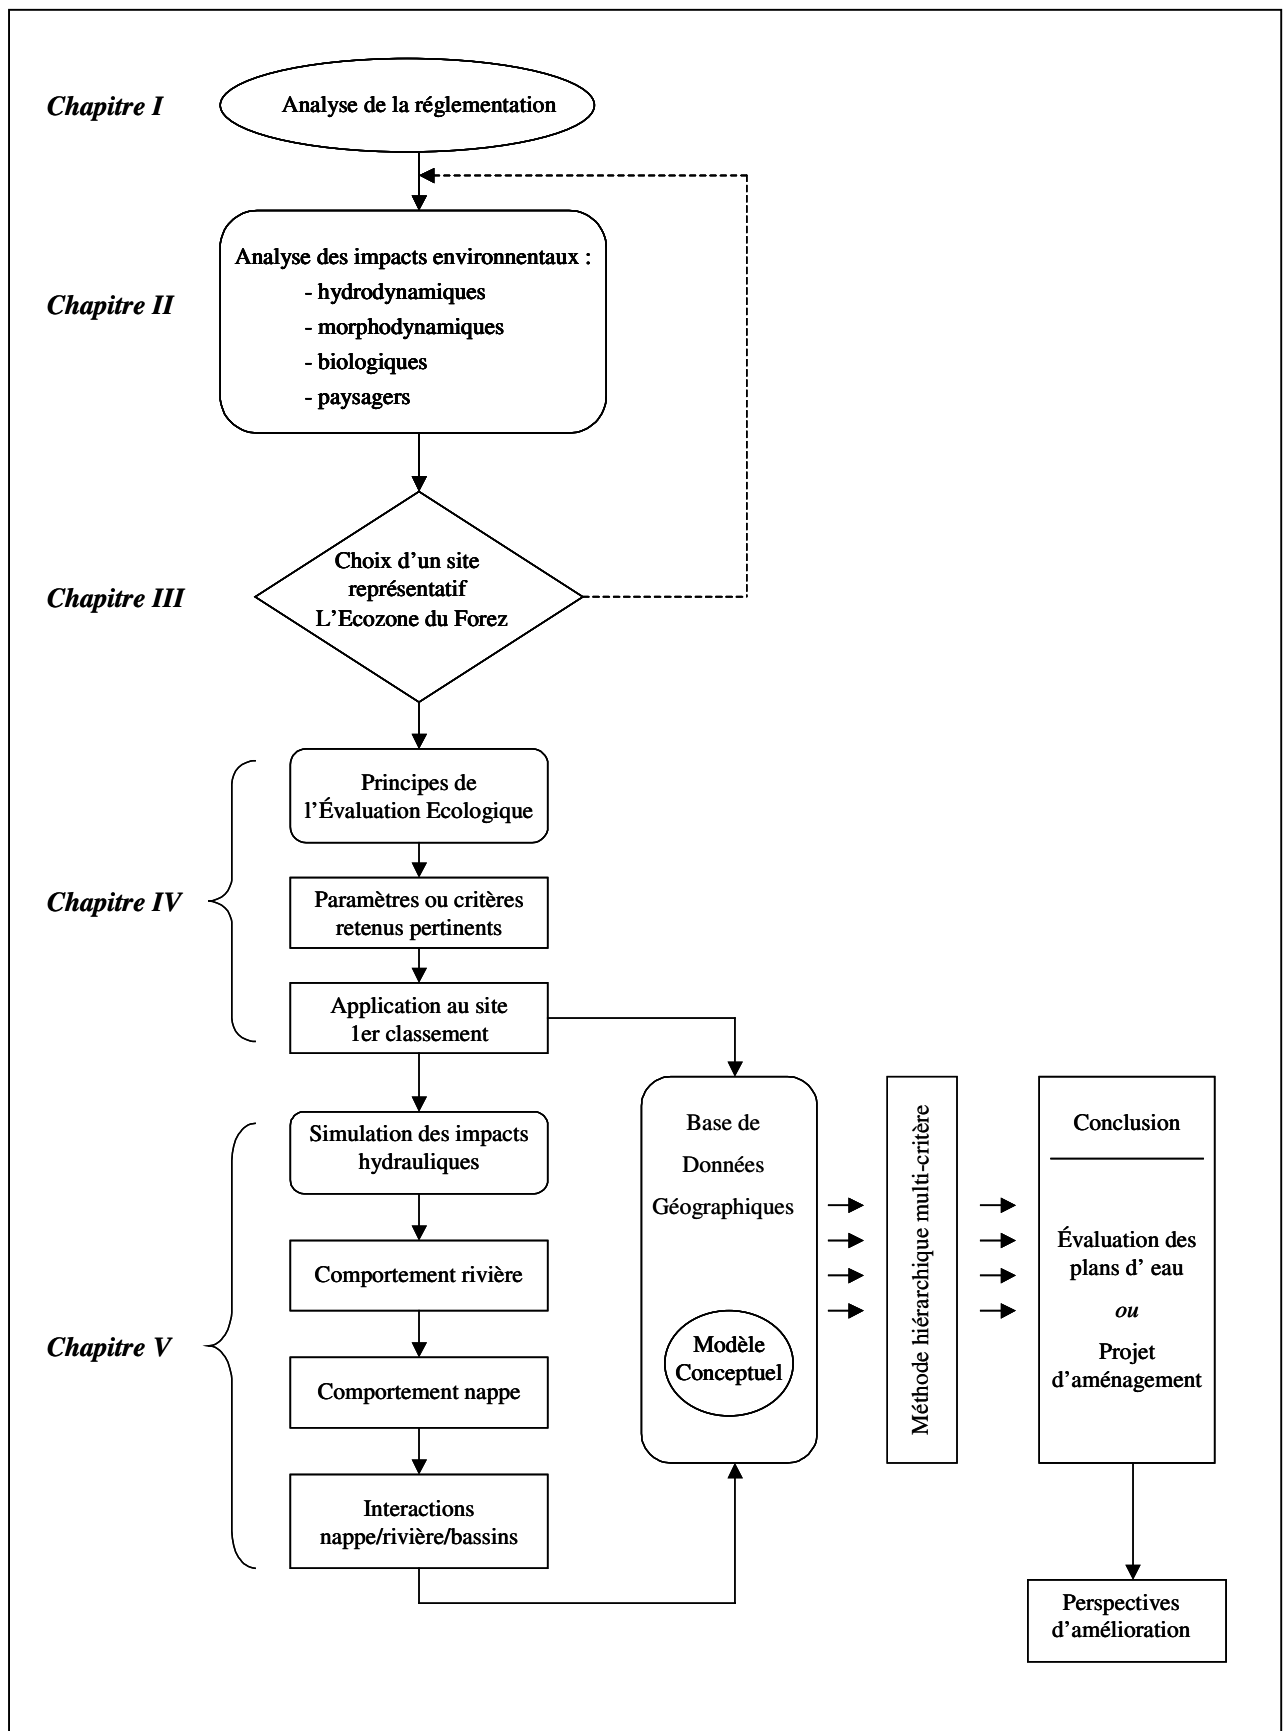 Chapitre I
Analyse de la réglementation
Chapitre II
Analyse des impacts environnentaux :
- hydrodynamiques
- morphodynamiques
- biologiques
- paysagers
Chapitre III
Choix d'un site
représentatif
L'Ecozone du Forez
Chapitre IV
Principes de
l'Évaluation Ecologique
Paramètres ou critères
retenus pertinents
Application au site
1er classement
Chapitre V
Simulation des impacts
hydrauliques
Comportement rivière
Comportement nappe
Interactions
nappe/rivière/bassins
Base de
Données
Géographiques
Modèle
Conceptuel
Méthode hiérarchique multi-critère
Conclusion
Évaluation des
plans d' eau
ou
Projet
d'aménagement
Perspectives
d'amélioration